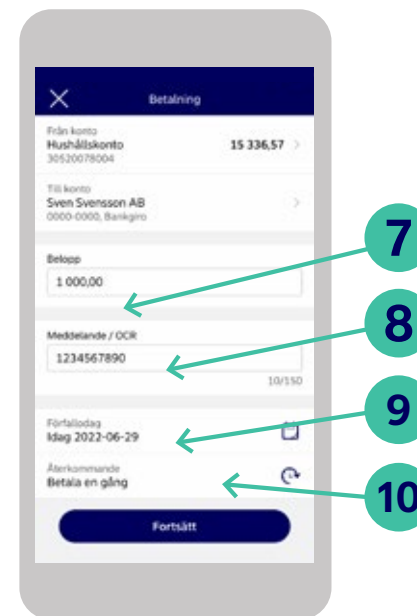 Betalning
Från konto
Hushållskonto
15 336,57
30520078004
Till konto
Sven Svensson AB
0000-0000, Bankgiro
Belopp
1 000,00
7
Meddelande / OCR
1234567890
8
10/150
Förfallodag
Idag 2022-06-29
9
Återkommande
Betala en gång
10
Fortsätt